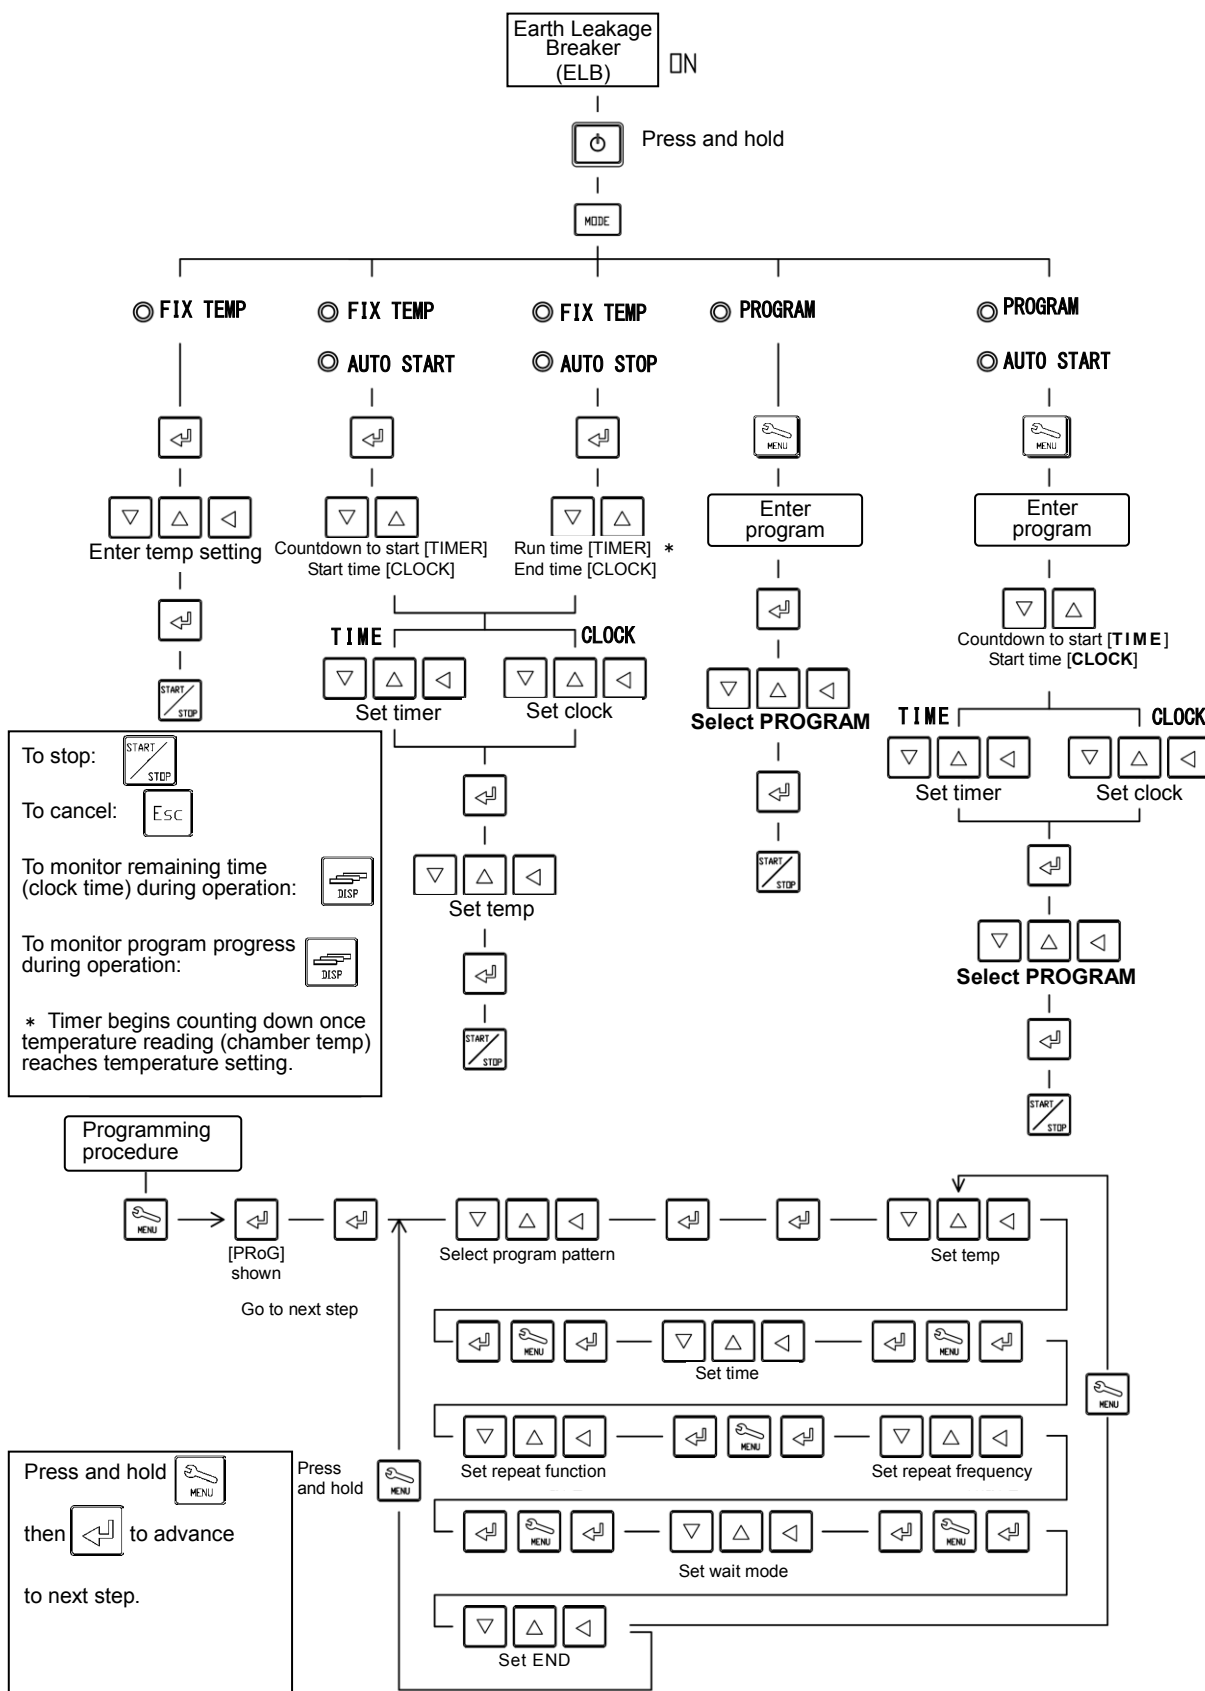 Earth Leakage
Breaker
(ELB)
ON
Press and hold
MODE
FIX TEMP
FIX TEMP
AUTO START
FIX TEMP
AUTO STOP
PROGRAM
PROGRAM
AUTO START
MENU
MENU
Enter
program
Enter
program
Enter temp setting
Countdown to start [TIMER]
Start time [CLOCK]
Run time [TIMER] *
End time [CLOCK]
Countdown to start [TIME]
Start time [CLOCK]
TIME
CLOCK
Set timer
Set clock
Select PROGRAM
TIME
CLOCK
Set timer
Set clock
START/STOP
Set temp
START/STOP
START/STOP
Select PROGRAM
START/STOP
To stop:
START/STOP
To cancel:
Esc
To monitor remaining time
(clock time) during operation:
DISP
To monitor program progress
during operation:
DISP
* Timer begins counting down once
temperature reading (chamber temp)
reaches temperature setting.
Programming
procedure
MENU
[PRoG]
shown
Go to next step
Select program pattern
Set temp
MENU
Set time
MENU
MENU
Set repeat function
MENU
Set repeat frequency
MENU
Set wait mode
MENU
Set END
Press
and hold
MENU
Press and hold
MENU
then
to advance
to next step.